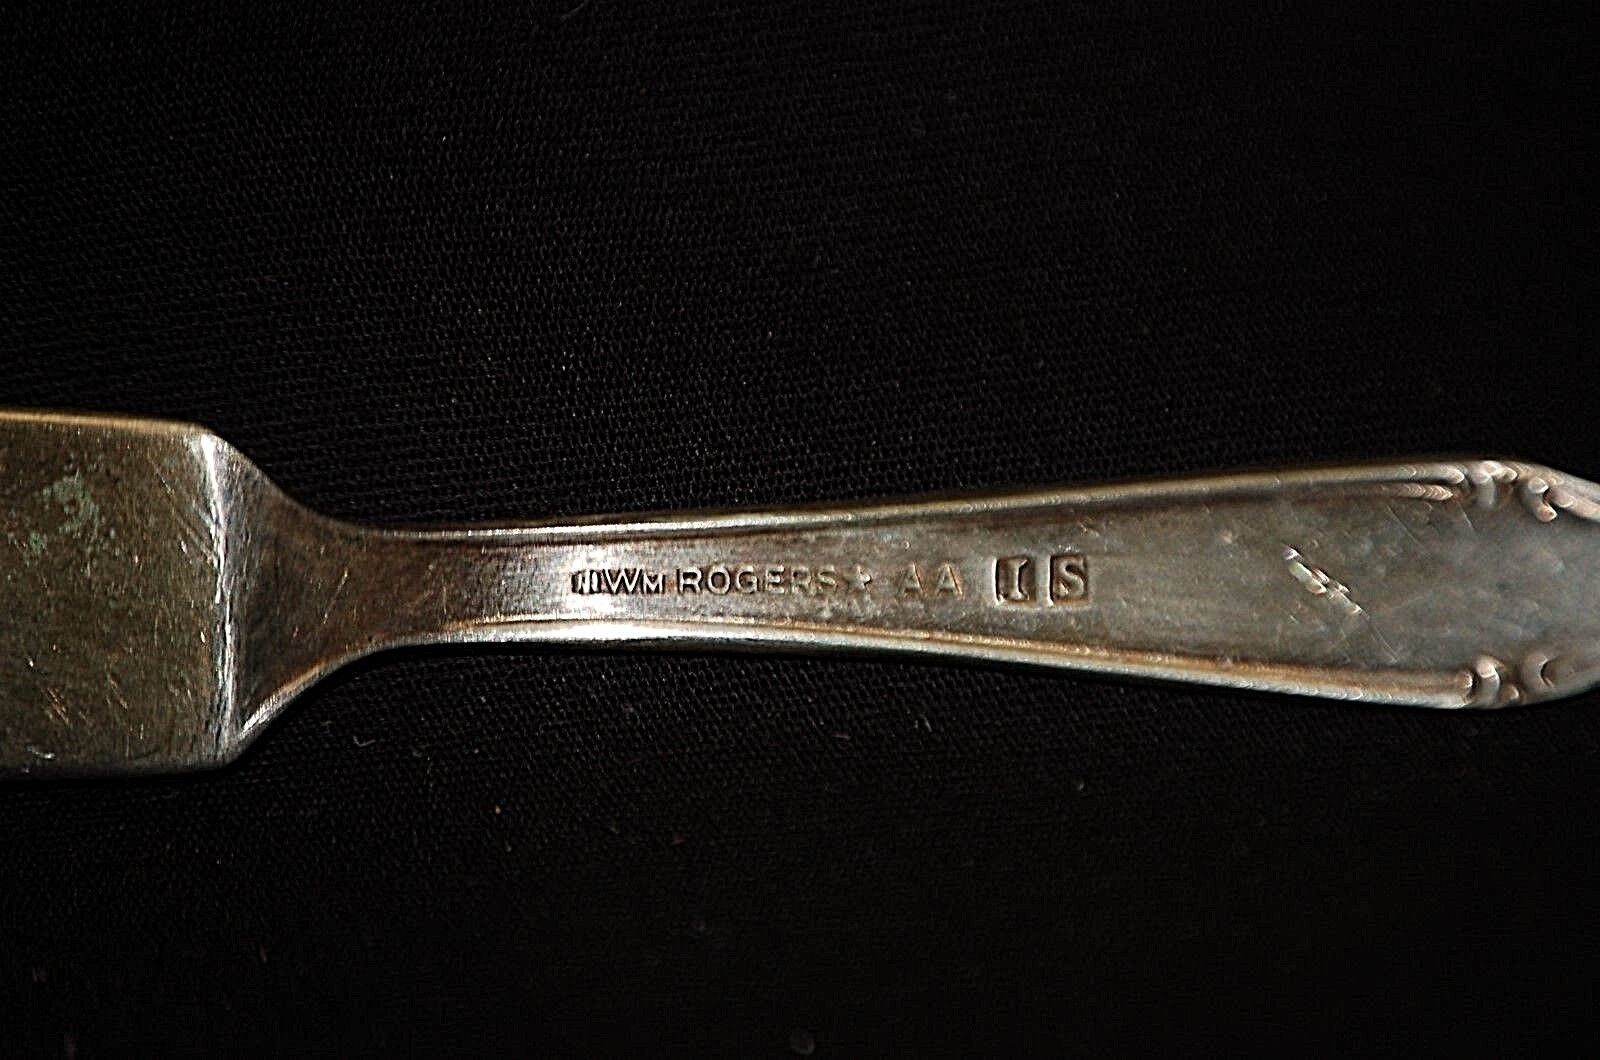 Wm ROGERS ★ AA I S